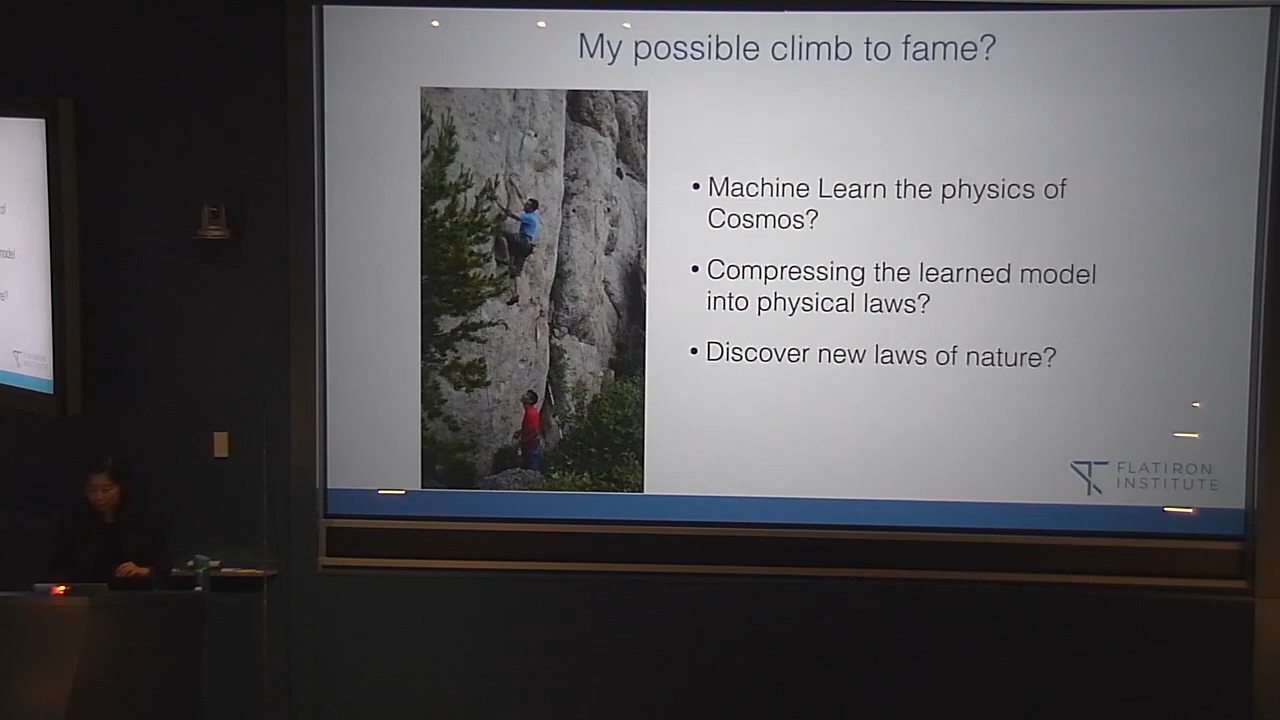 My possible climb to fame?
• Machine Learn the physics of
Cosmos?
• Compressing the learned model
into physical laws?
• Discover new laws of nature?
FLATIRON
INSTITUTE